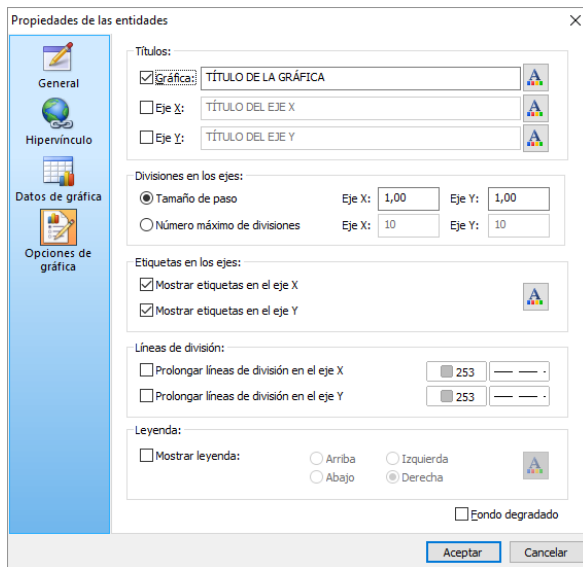 Propiedades de las entidades
General
Hipervínculo
Datos de gráfica
Opciones de
gráfica
Títulos:
Gráfica: TÍTULO DE LA GRÁFICA
Eje X: TÍTULO DEL EJE X
Eje Y: TÍTULO DEL EJE Y
Divisiones en los ejes:
Tamaño de paso Eje X: 1,00 Eje Y: 1,00
Número máximo de divisiones Eje X: 10 Eje Y: 10
Etiquetas en los ejes:
Mostrar etiquetas en el eje X
Mostrar etiquetas en el eje Y
Líneas de división:
Prolongar líneas de división en el eje X 253
Prolongar líneas de división en el eje Y 253
Leyenda:
Mostrar leyenda: Arriba Izquierda
Abajo Derecha
Fondo degradado
Aceptar Cancelar